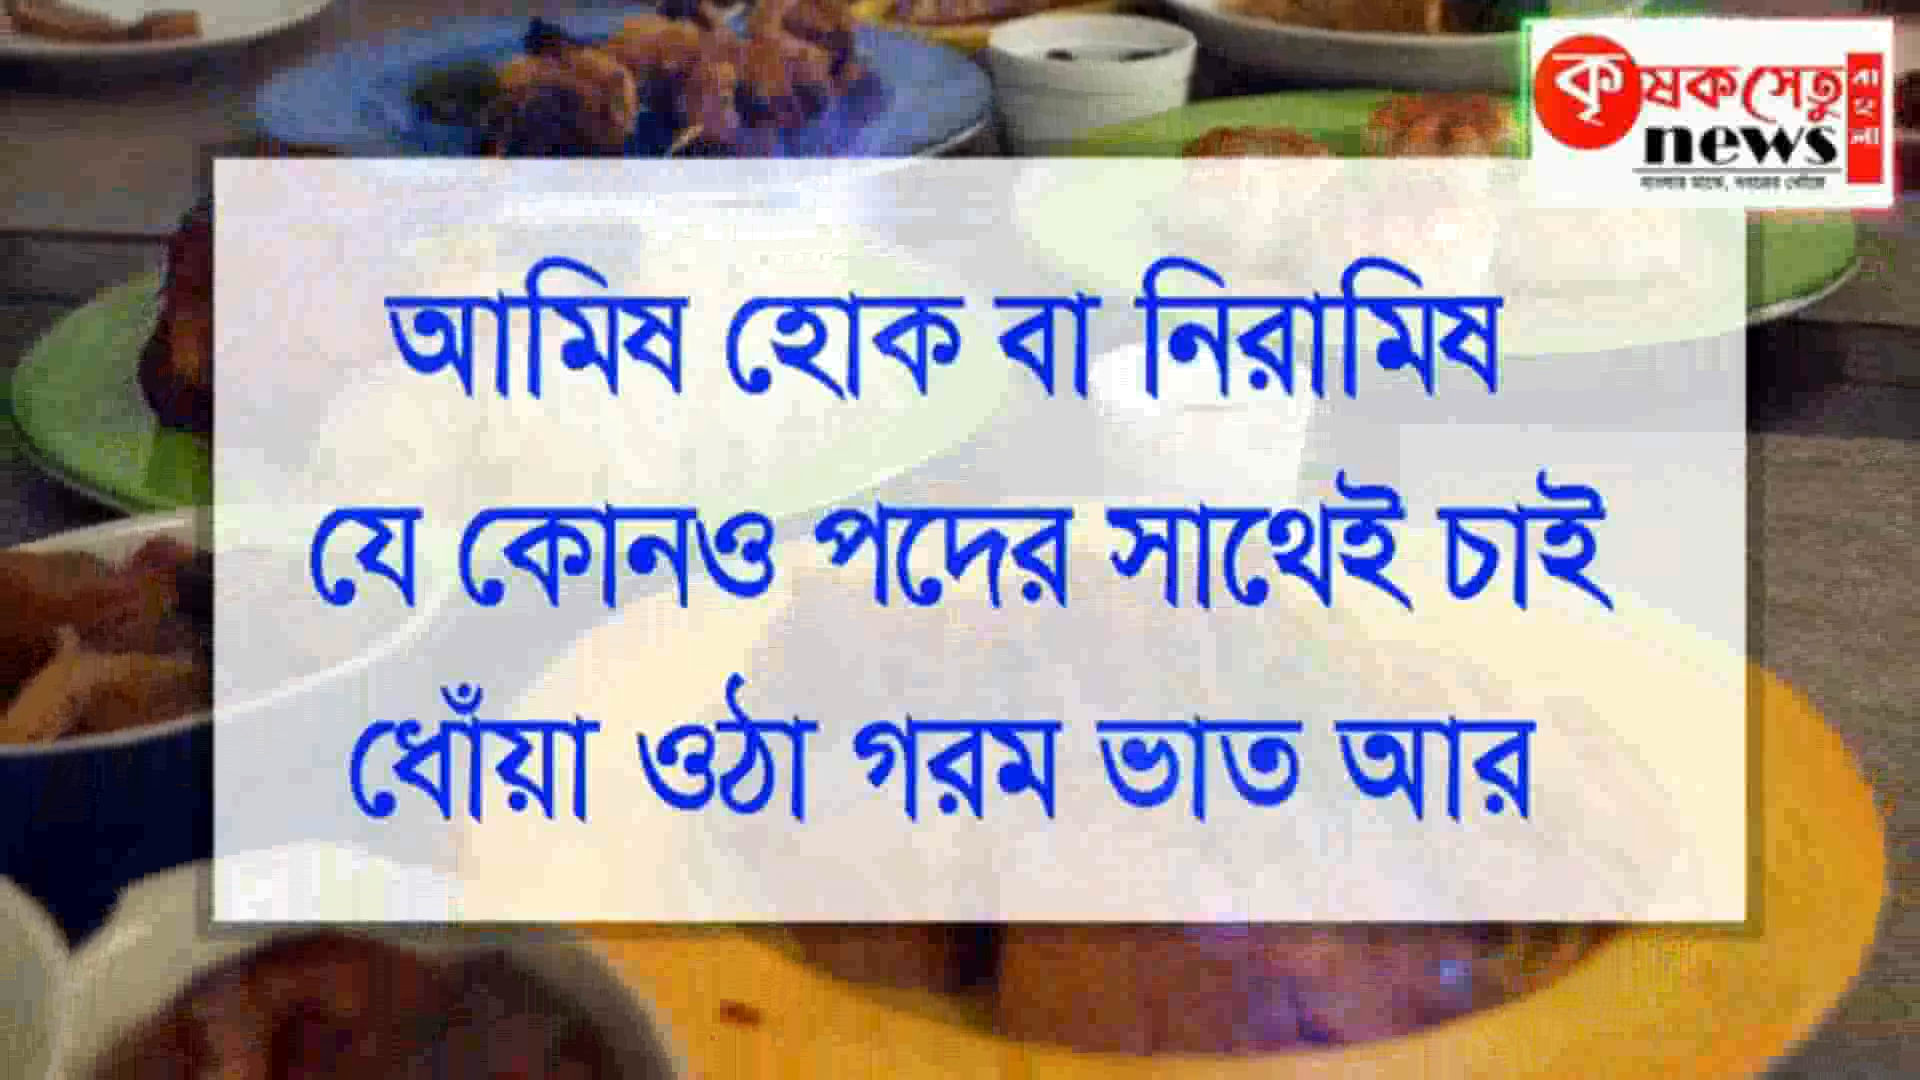 কৃষকসেতু বাংলা
news
আমিষ হোক বা নিরামিষ
যে কোনও পদের সাথেই চাই
ধোঁয়া ওঠা গরম ভাত আর